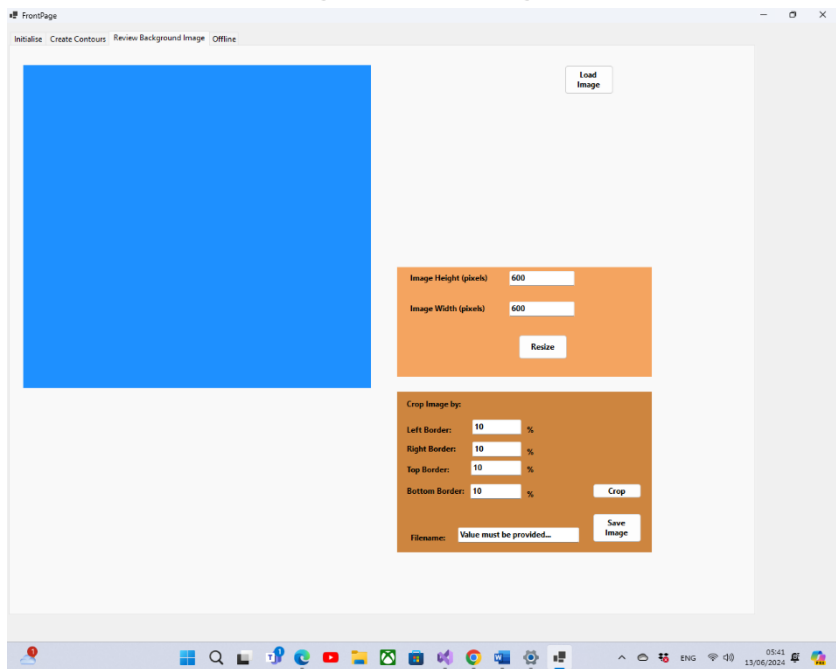 FrontPage
Initialise Create Contours Review Background Image Offline
Load
Image
Image Height (pixels) 600
Image Width (pixels) 600
Resize
Crop Image by:
Left Border: 10 %
Right Border: 10 %
Top Border: 10 %
Bottom Border: 10 %
Crop
Filename: Value must be provided...
Save
Image
ENG
05:41
13/06/2024